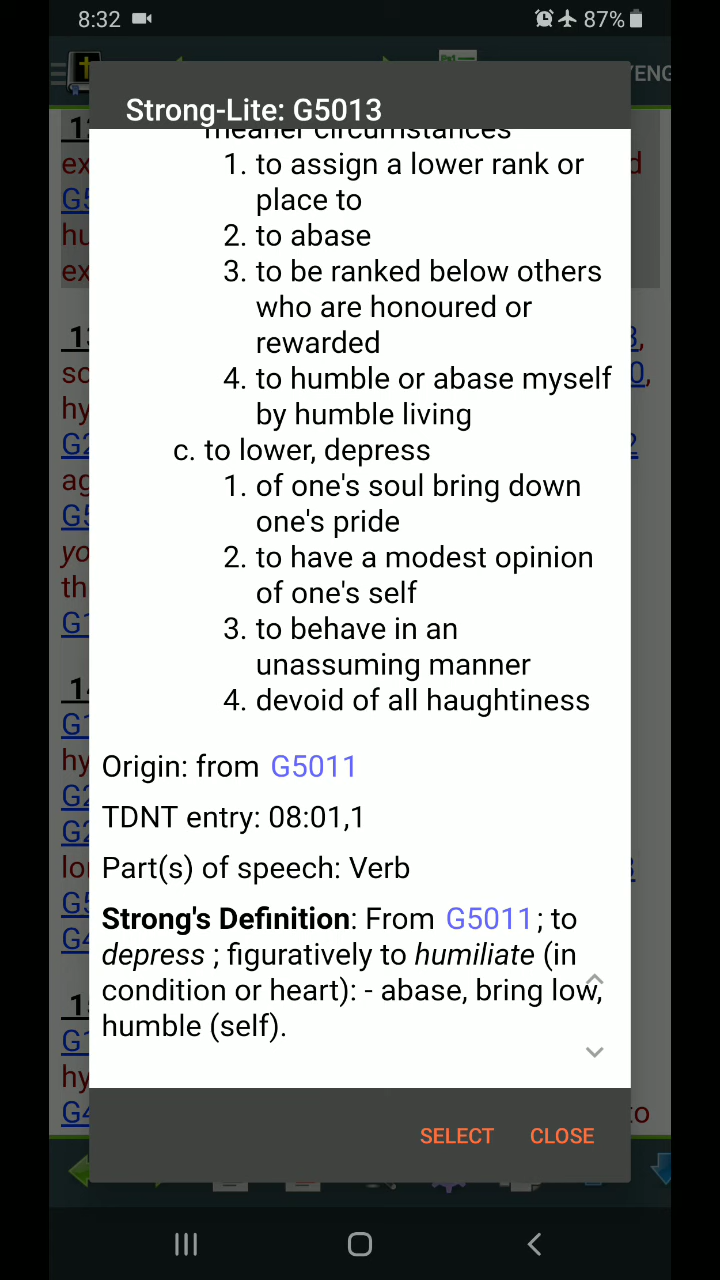 8:32
87%
YENG
Strong-Lite: G5013
meaner circumstances
1. to assign a lower rank or
place to
2. to abase
3. to be ranked below others
who are honoured or
rewarded
4. to humble or abase myself
by humble living
c. to lower, depress
1. of one's soul bring down
one's pride
2. to have a modest opinion
of one's self
3. to behave in an
unassuming manner
4. devoid of all haughtiness
Origin: from G5011
TDNT entry: 08:01,1
Part(s) of speech: Verb
Strong's Definition: From G5011; to
depress ; figuratively to humiliate (in
condition or heart): - abase, bring low,
humble (self).
SELECT CLOSE